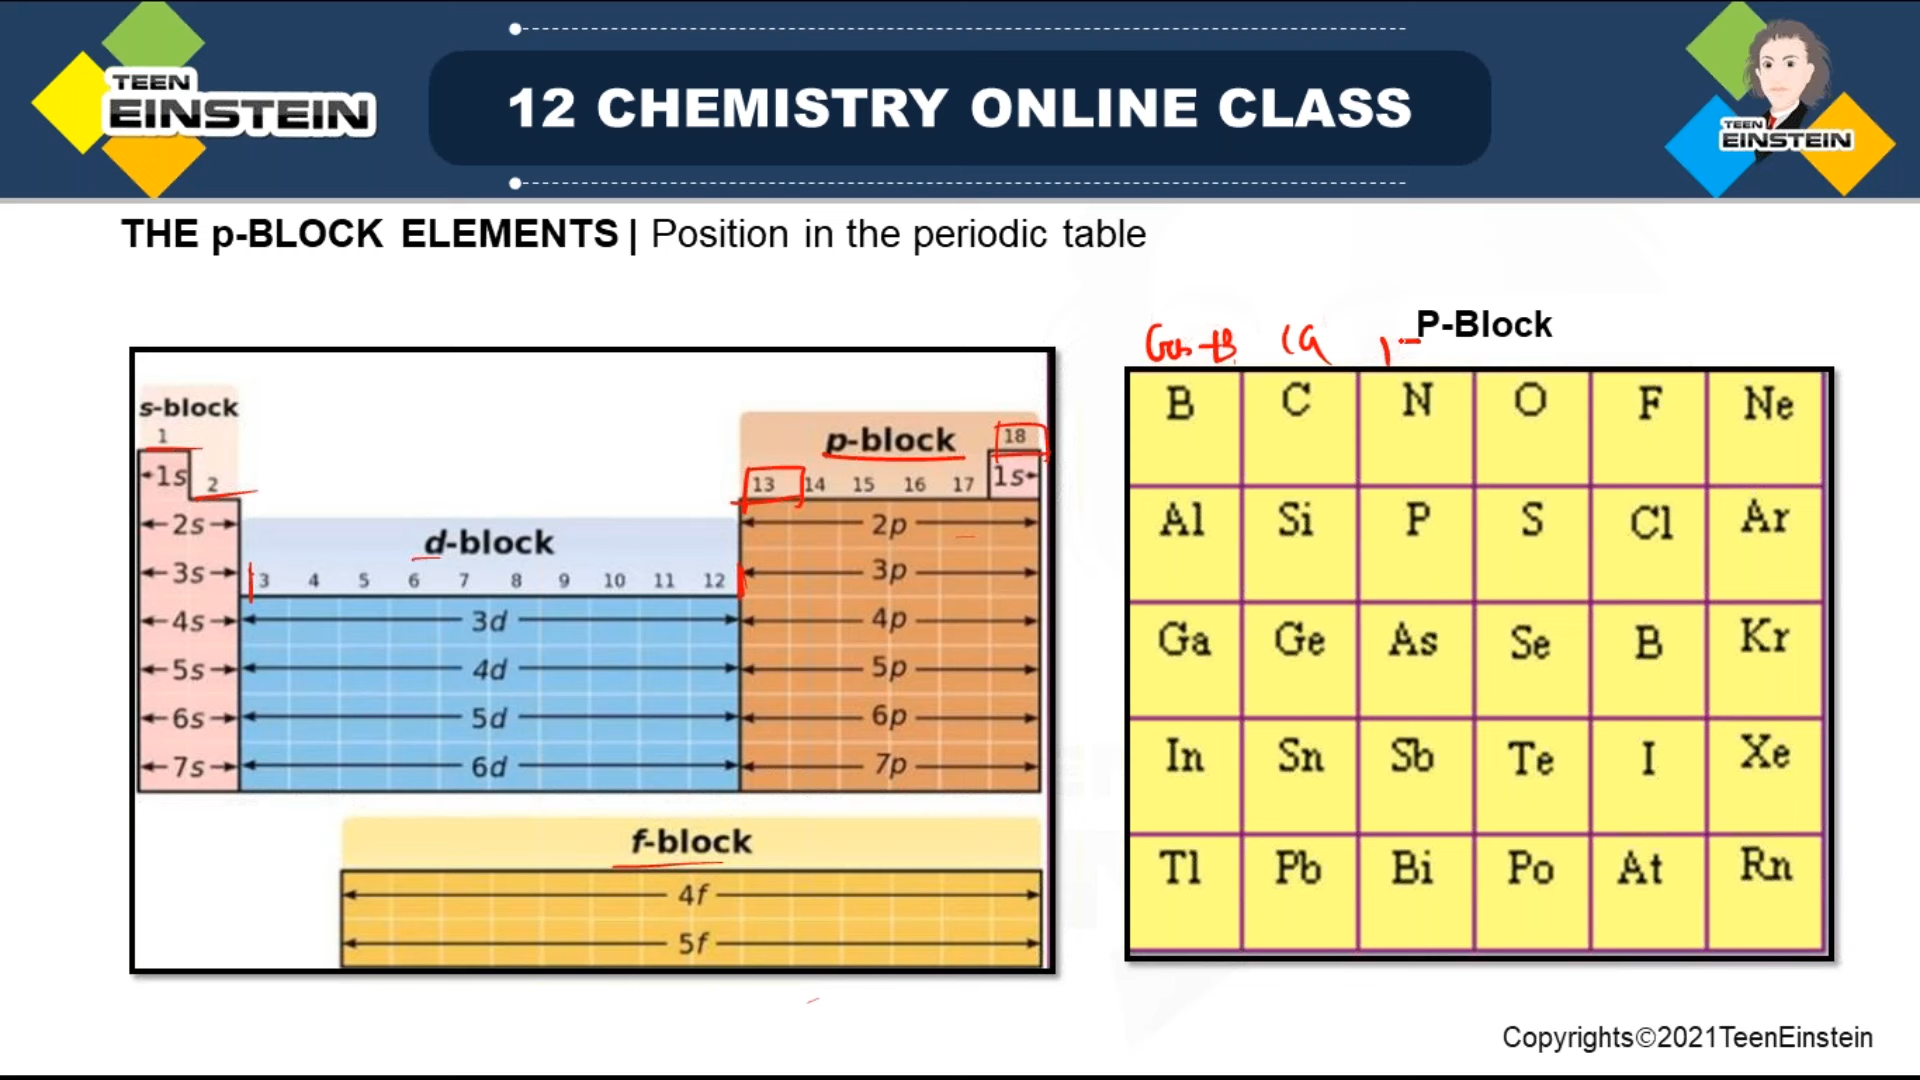 TEEN
EINSTEIN
12 CHEMISTRY ONLINE CLASS
TEEN
EINSTEIN
THE p-BLOCK ELEMENTS | Position in the periodic table
s-block
1
1s
2
2s
3s
4s
5s
6s
7s
d-block
3 4 5 6 7 8 9 10 11 12
3d
4d
5d
6d
p-block
18
13 14 15 16 17
1s
2p
3p
4p
5p
6p
7p
f-block
4f
5f
P-Block
B C N O F Ne
Al Si P S Cl Ar
Ga Ge As Se B Kr
In Sn Sb Te I Xe
Tl Pb Bi Po At Rn
Copyrights©2021TeenEinstein